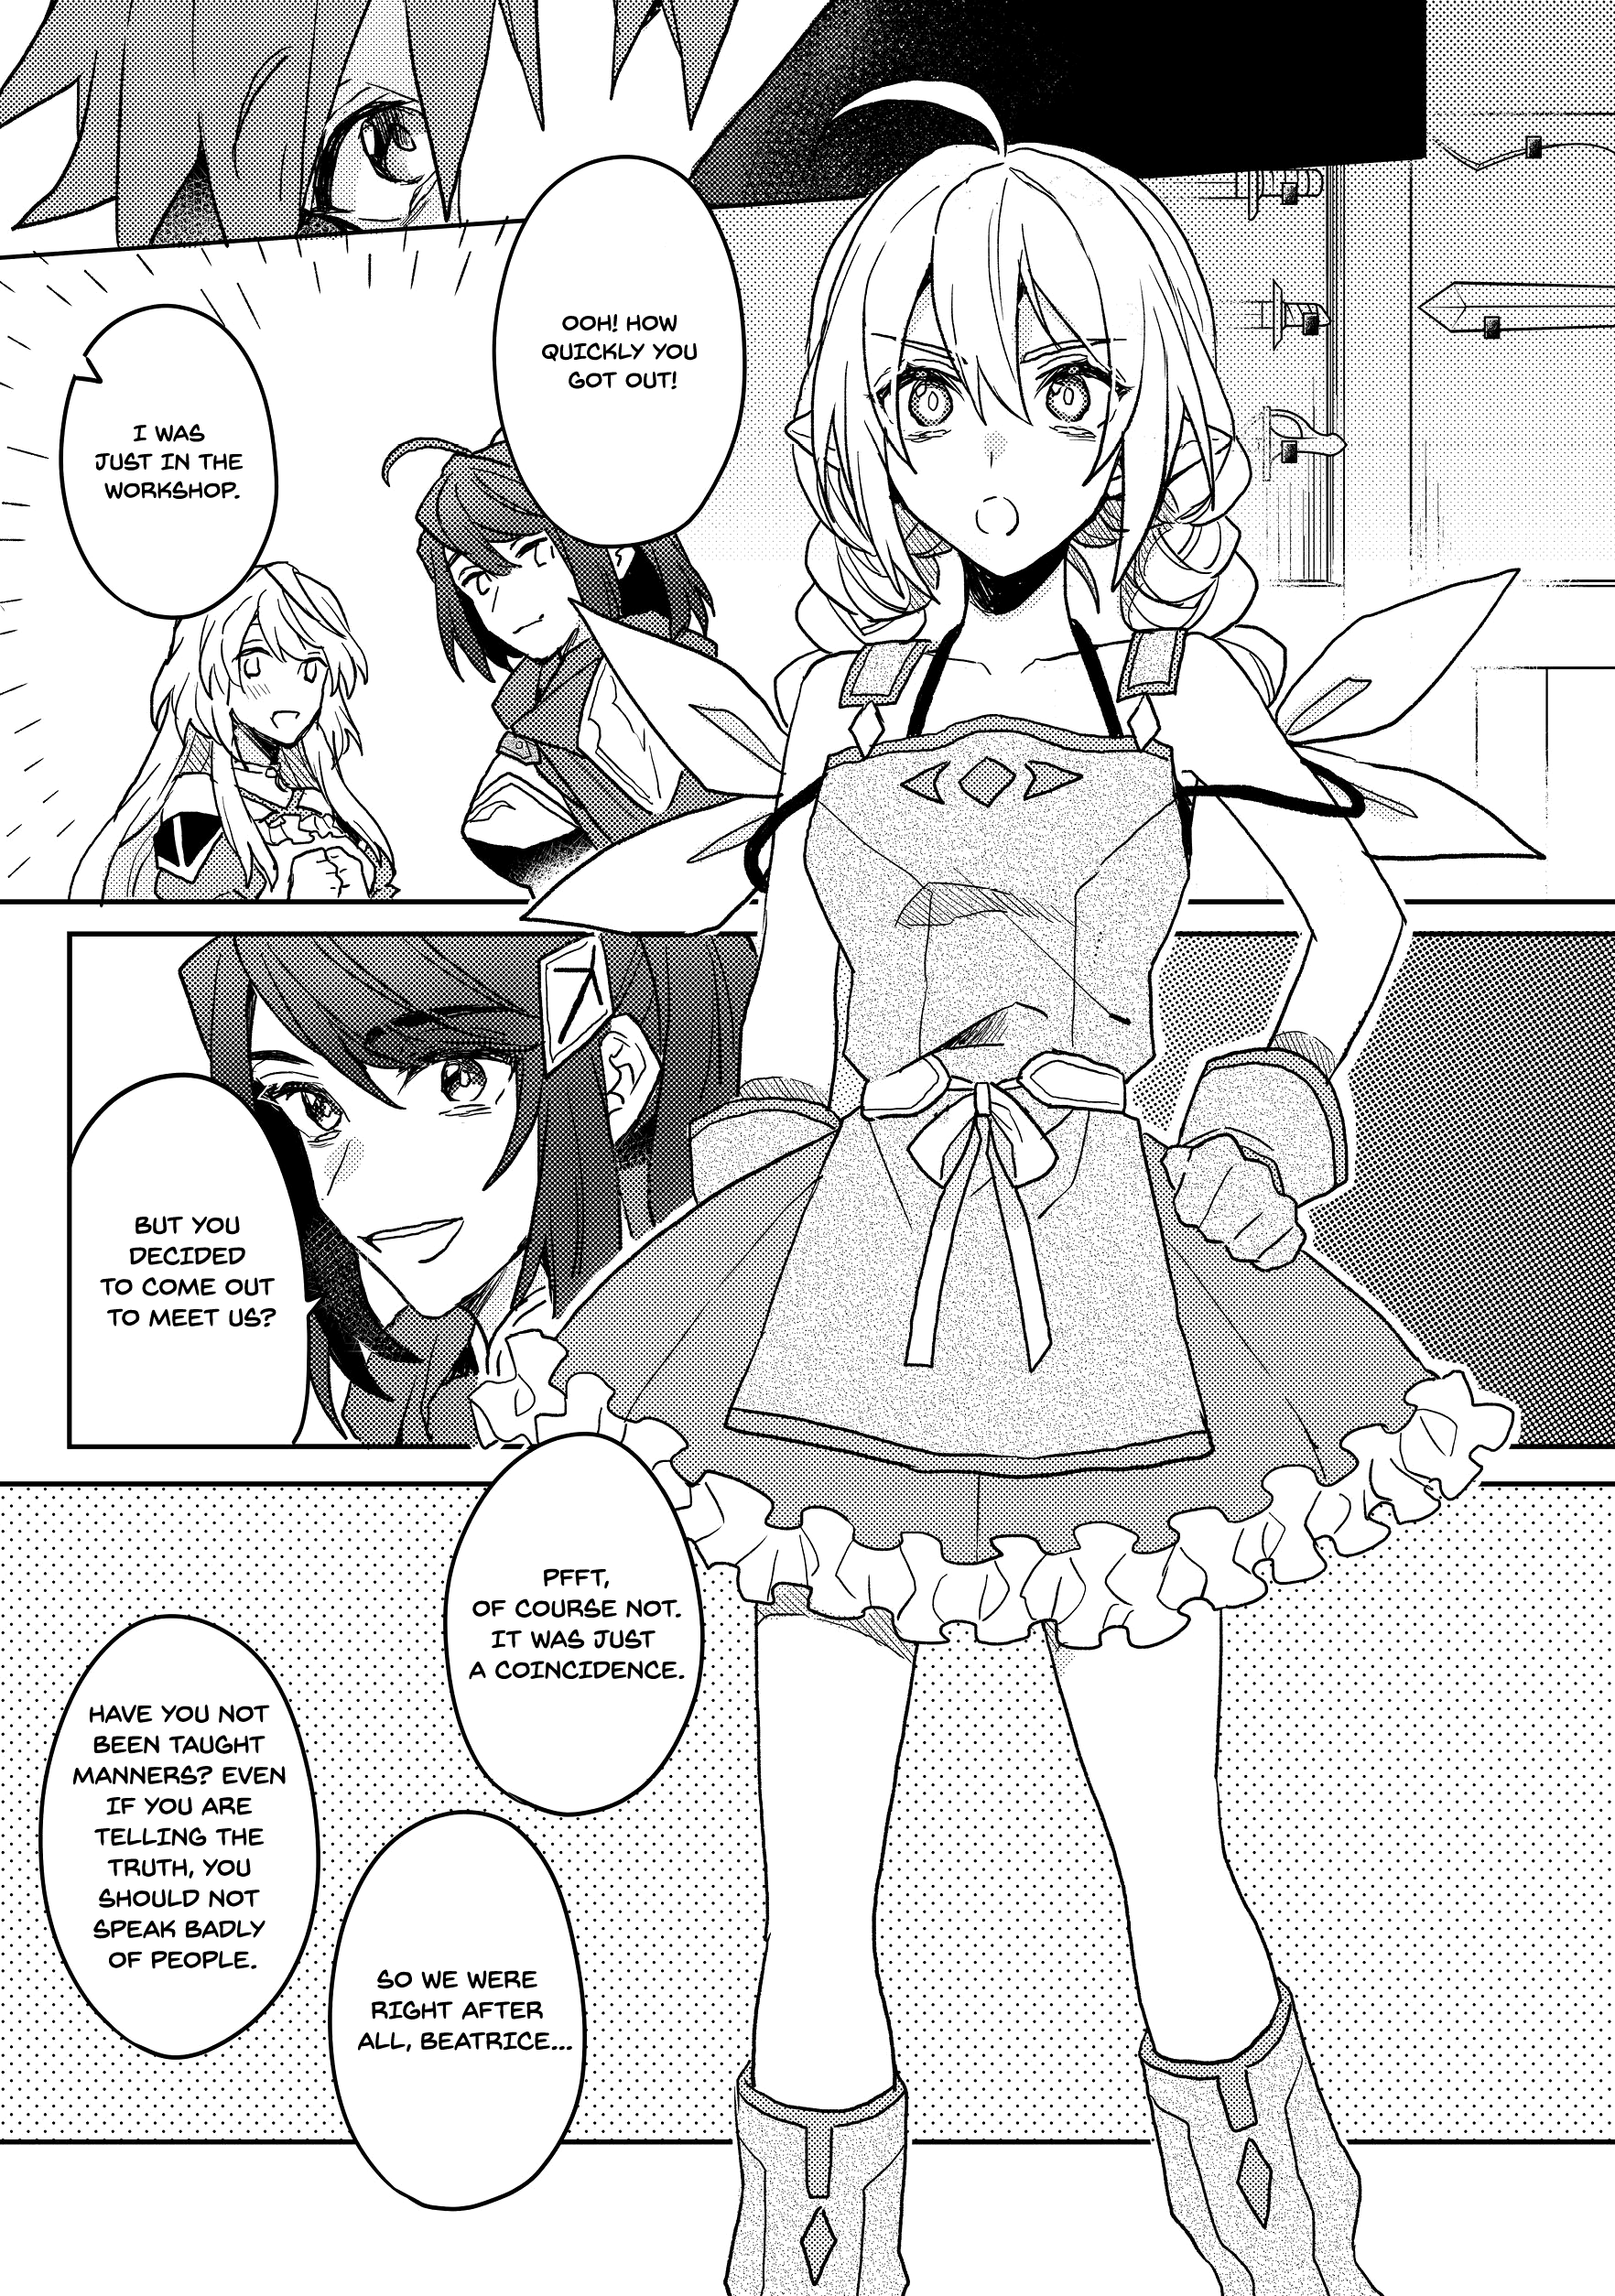 OOH! HOW
QUICKLY YOU
GOT OUT!
I WAS
JUST IN THE
WORKSHOP.
BUT YOU
DECIDED
TO COME OUT
TO MEET US?
PFFT,
OF COURSE NOT.
IT WAS JUST
A COINCIDENCE.
SO WE WERE
RIGHT AFTER
ALL, BEATRICE...
HAVE YOU NOT
BEEN TAUGHT
MANNERS? EVEN
IF YOU ARE
TELLING THE
TRUTH, YOU
SHOULD NOT
SPEAK BADLY
OF PEOPLE.